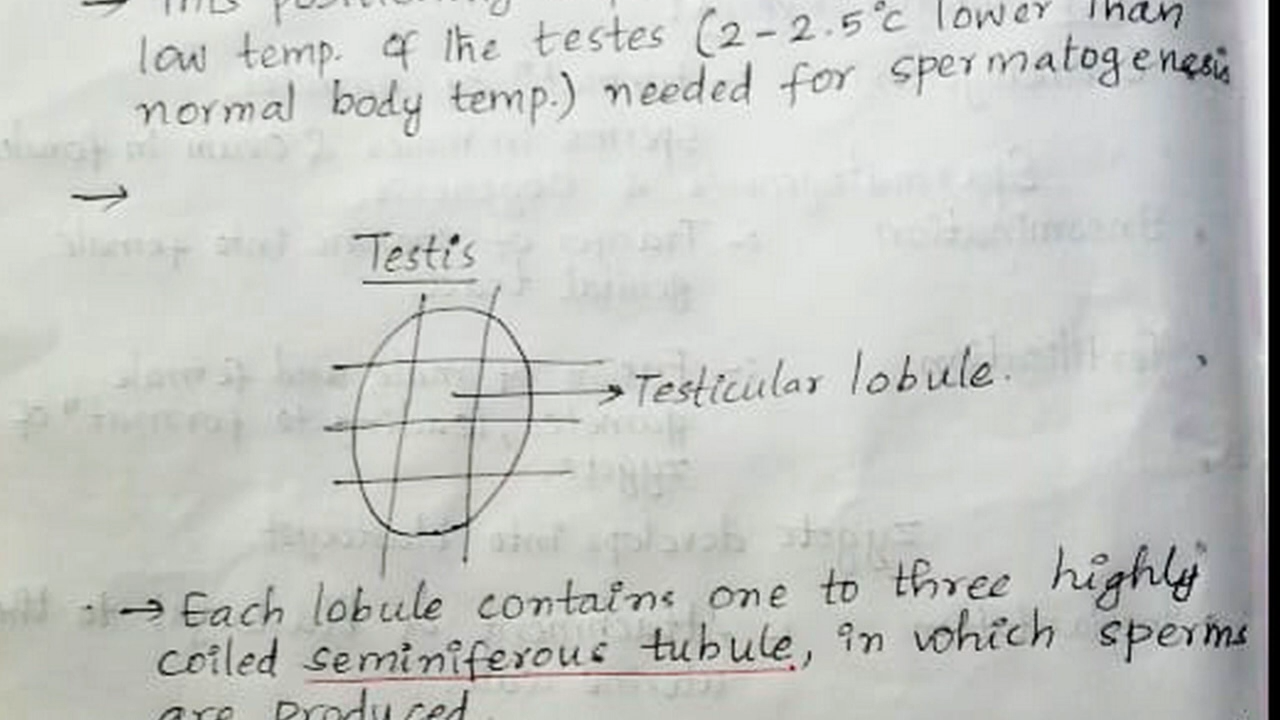 → This
low temp. of the testes (2-2.5°c lower than
normal body temp.) needed for spermatogenesis
→
Testis
→ Testicular lobule.
→ Each lobule contains one to three highly
coiled seminiferous tubule, in which sperms
are produced.